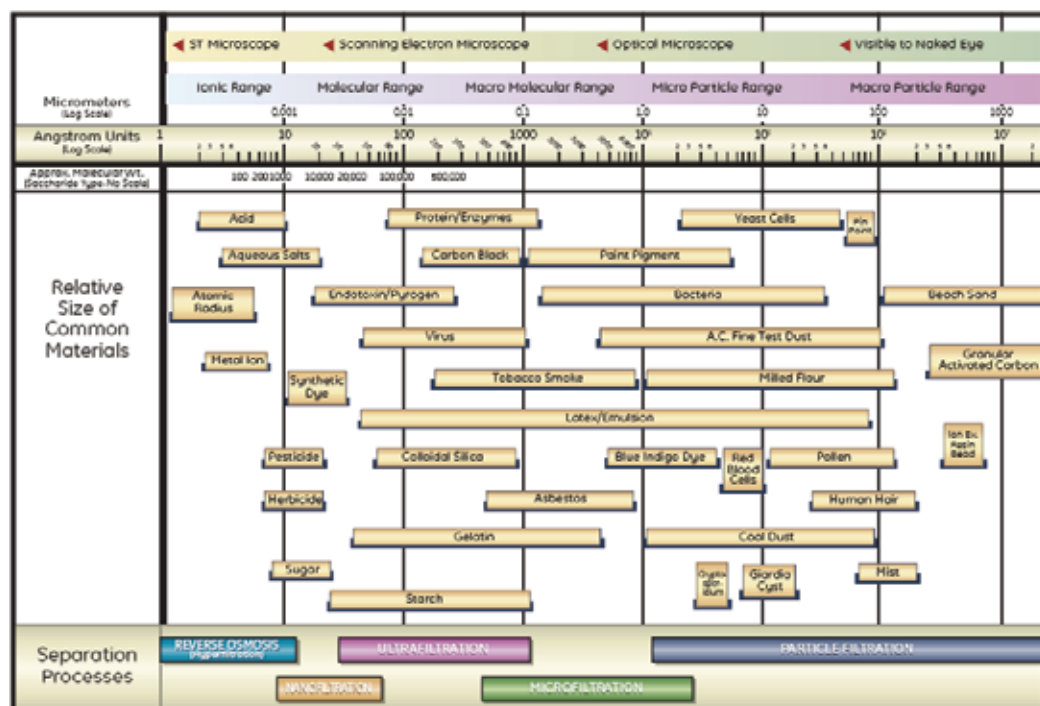 ST Microscope Scanning Electron Microscope Optical Microscope Visible to Naked Eye
Ionic Range Molecular Range Macro Molecular Range Micro Particle Range Macro Particle Range
Micrometers
(Log Scale)
0.001 0.01 0.1 1.0 10 100 1000
Angstrom Units
(Log Scale)
1 10 100 1000
Approx. Molecular Wt.
(Saccharide Type-No Scale)
100 200 1000 10,000 20,000 100,000 500,000
Relative
Size of
Common
Materials
Acid Protein/Enzymes Yeast Cells
Pin
Point
Aqueous Salts Carbon Black Paint Pigment
Atomic
Radius
Endotoxin/Pyrogen Bacteria Beach Sand
Virus A.C. Fine Test Dust
Metal Ion
Granular
Activated Carbon
Synthetic
Dye
Tobacco Smoke Milled Flour
Latex/Emulsion
Ion Ex.
Resin
Bead
Pesticide Colloidal Silica Blue Indigo Dye
Red
Blood
Cells
Pollen
Herbicide Asbestos Human Hair
Gelatin Coal Dust
Sugar
Giardia
Cyst
Mist
Starch
Separation
Processes
REVERSE OSMOSIS
(Hyperfiltration)
ULTRAFILTRATION PARTICLE FILTRATION
NANOFILTRATION MICROFILTRATION